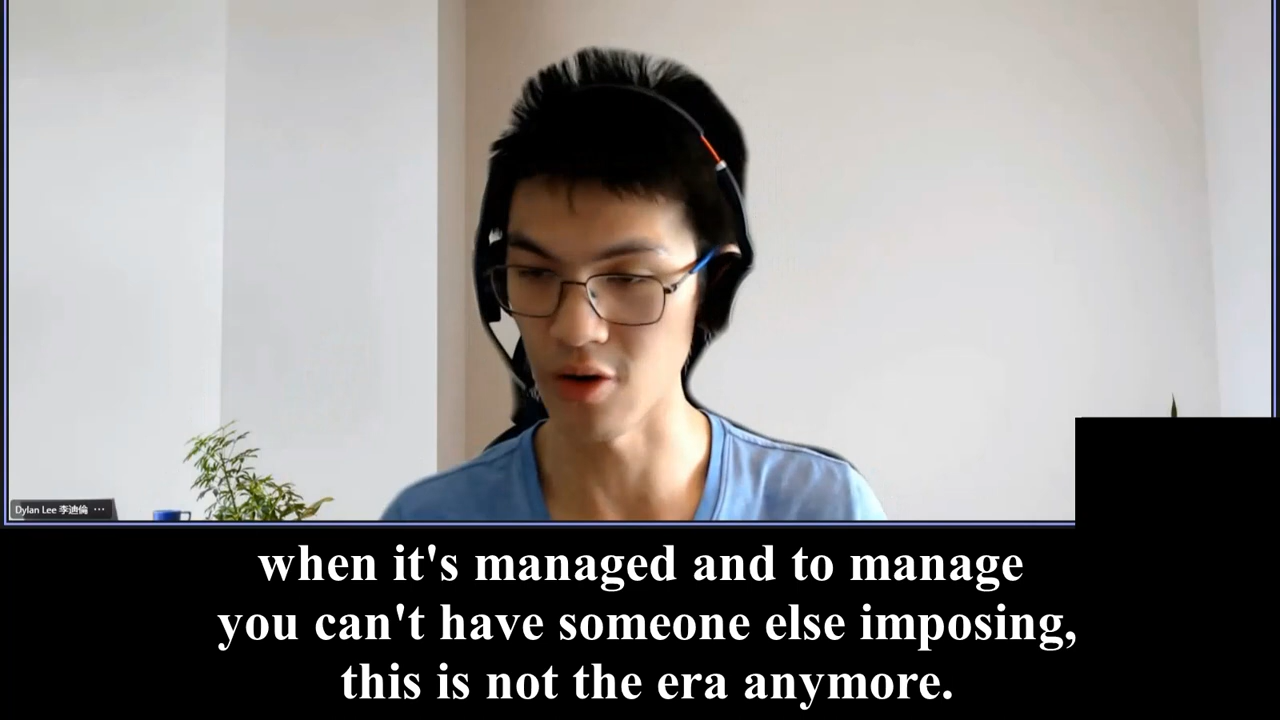 Dylan Lee 李迪倫 ···
when it's managed and to manage
you can't have someone else imposing,
this is not the era anymore.